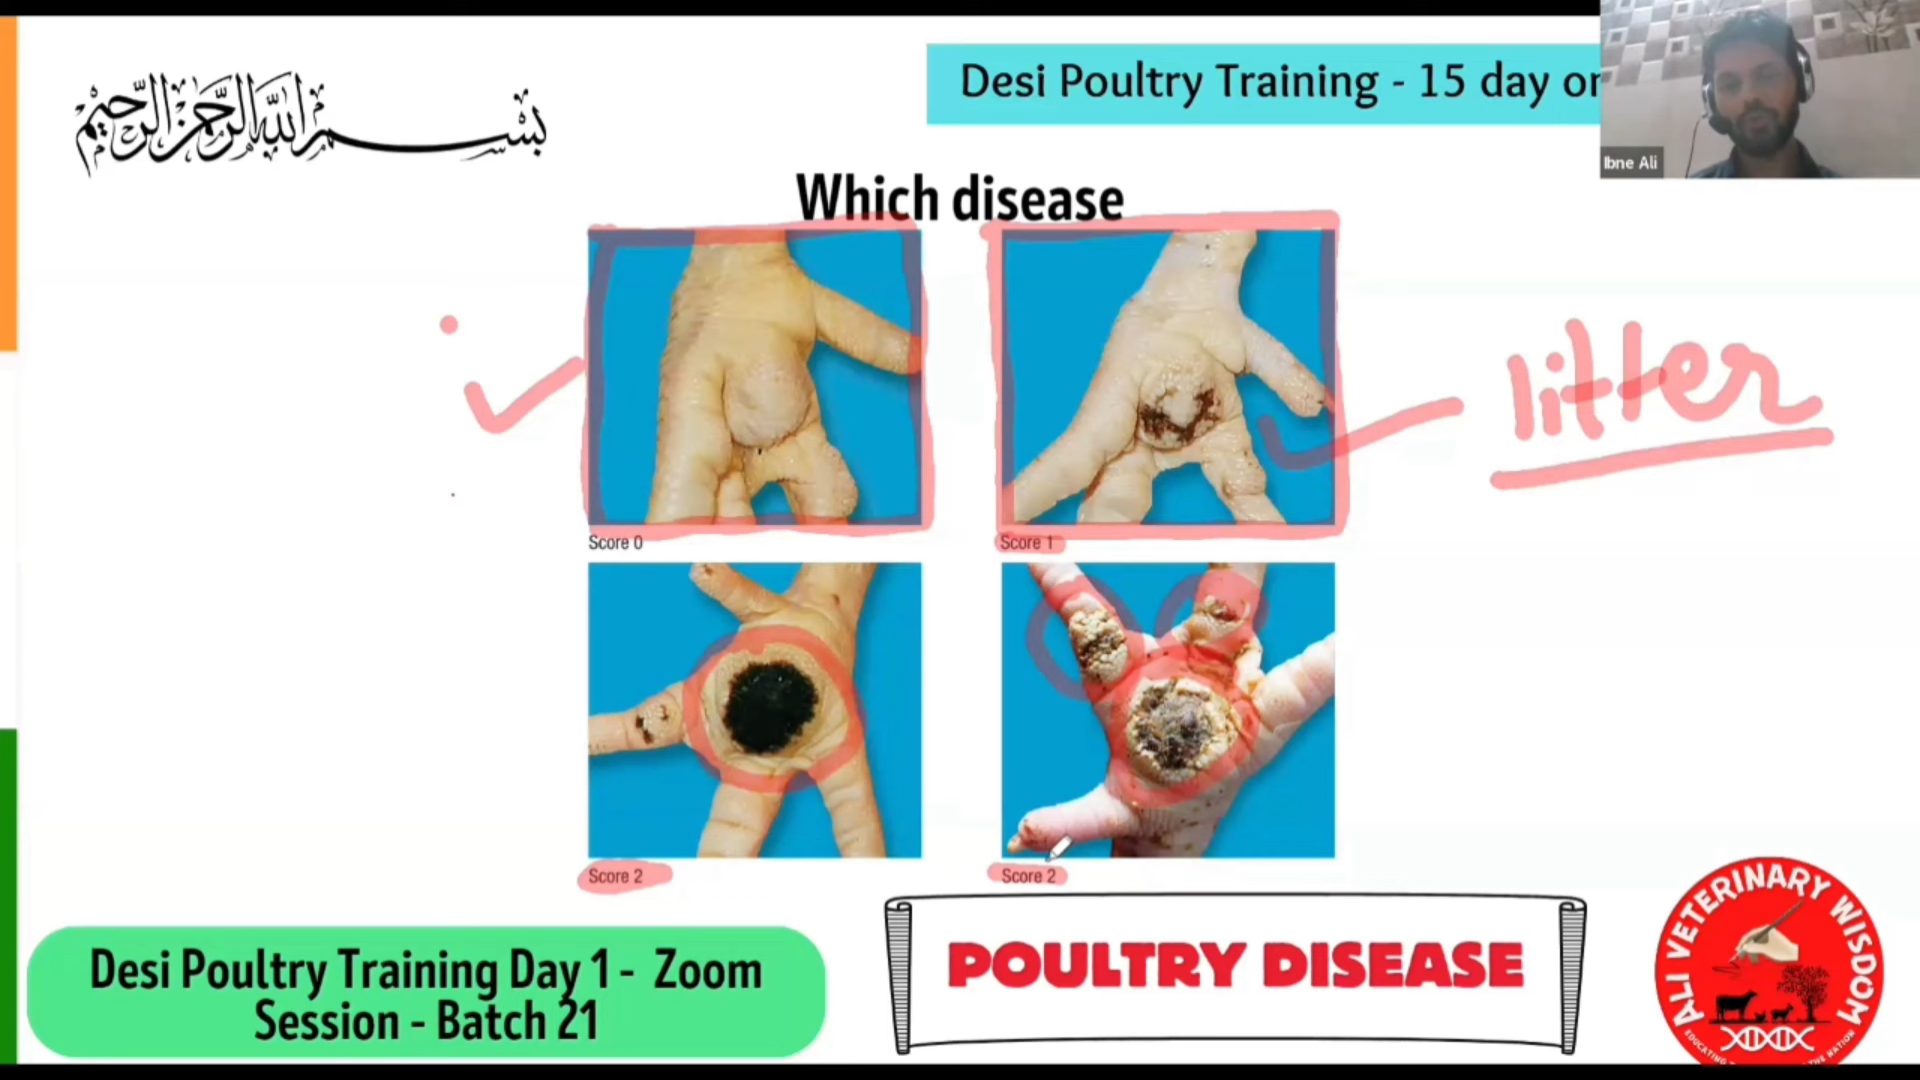 بسم الله الرحمن الرحيم
Desi Poultry Training - 15 day or
Ibne Ali
Which disease
litter
Score 0
Score 1
Score 2
Score 2
POULTRY DISEASE
Desi Poultry Training Day 1 - Zoom
Session - Batch 21
ALI VETERINARY WISDOM